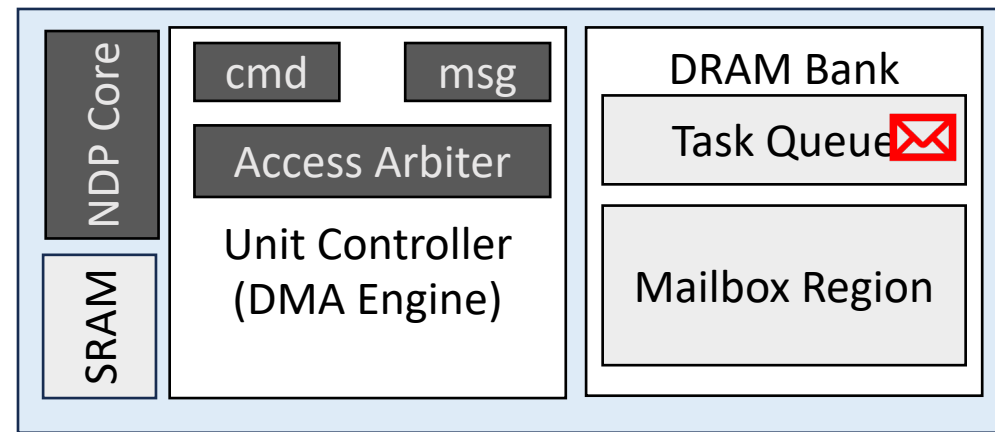 NDP Core
SRAM
cmd
msg
Access Arbiter
Unit Controller
(DMA Engine)
DRAM Bank
Task Queue
Mailbox Region